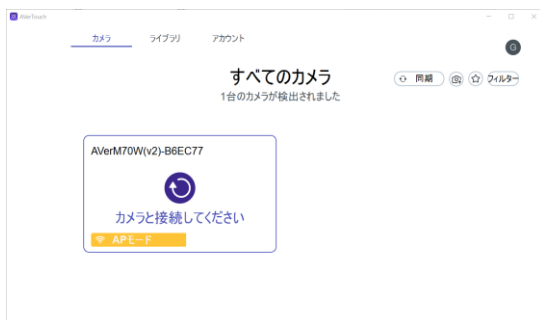 AVerTouch
カメラ ライブラリ アカウント
G
すべてのカメラ
1台のカメラが検出されました
同期 フィルター
AVerM70W(v2)-B6EC77
カメラと接続してください
APモード